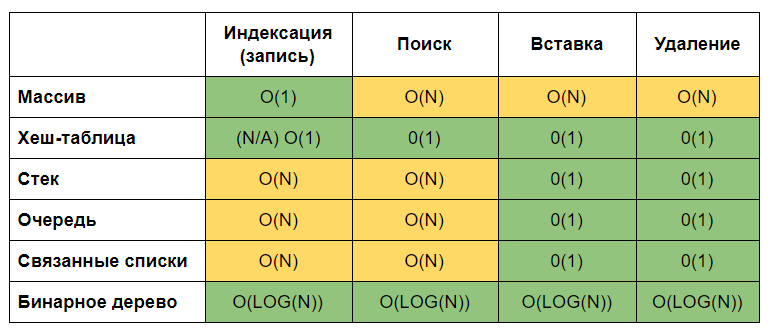 Индексация
(запись) Поиск Вставка Удаление
Массив O(1) O(N) O(N) O(N)
Хеш-таблица (N/A) O(1) 0(1) 0(1) 0(1)
Стек O(N) O(N) 0(1) 0(1)
Очередь O(N) O(N) 0(1) 0(1)
Связанные списки O(N) O(N) 0(1) 0(1)
Бинарное дерево O(LOG(N)) O(LOG(N)) O(LOG(N)) O(LOG(N))